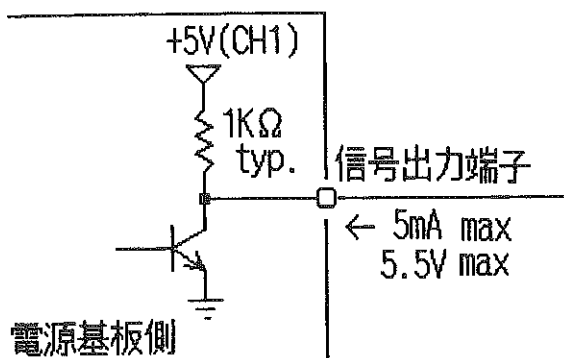 +5V(CH1)
1KΩ
typ.
信号出力端子
← 5mA max
5.5V max
電源基板側